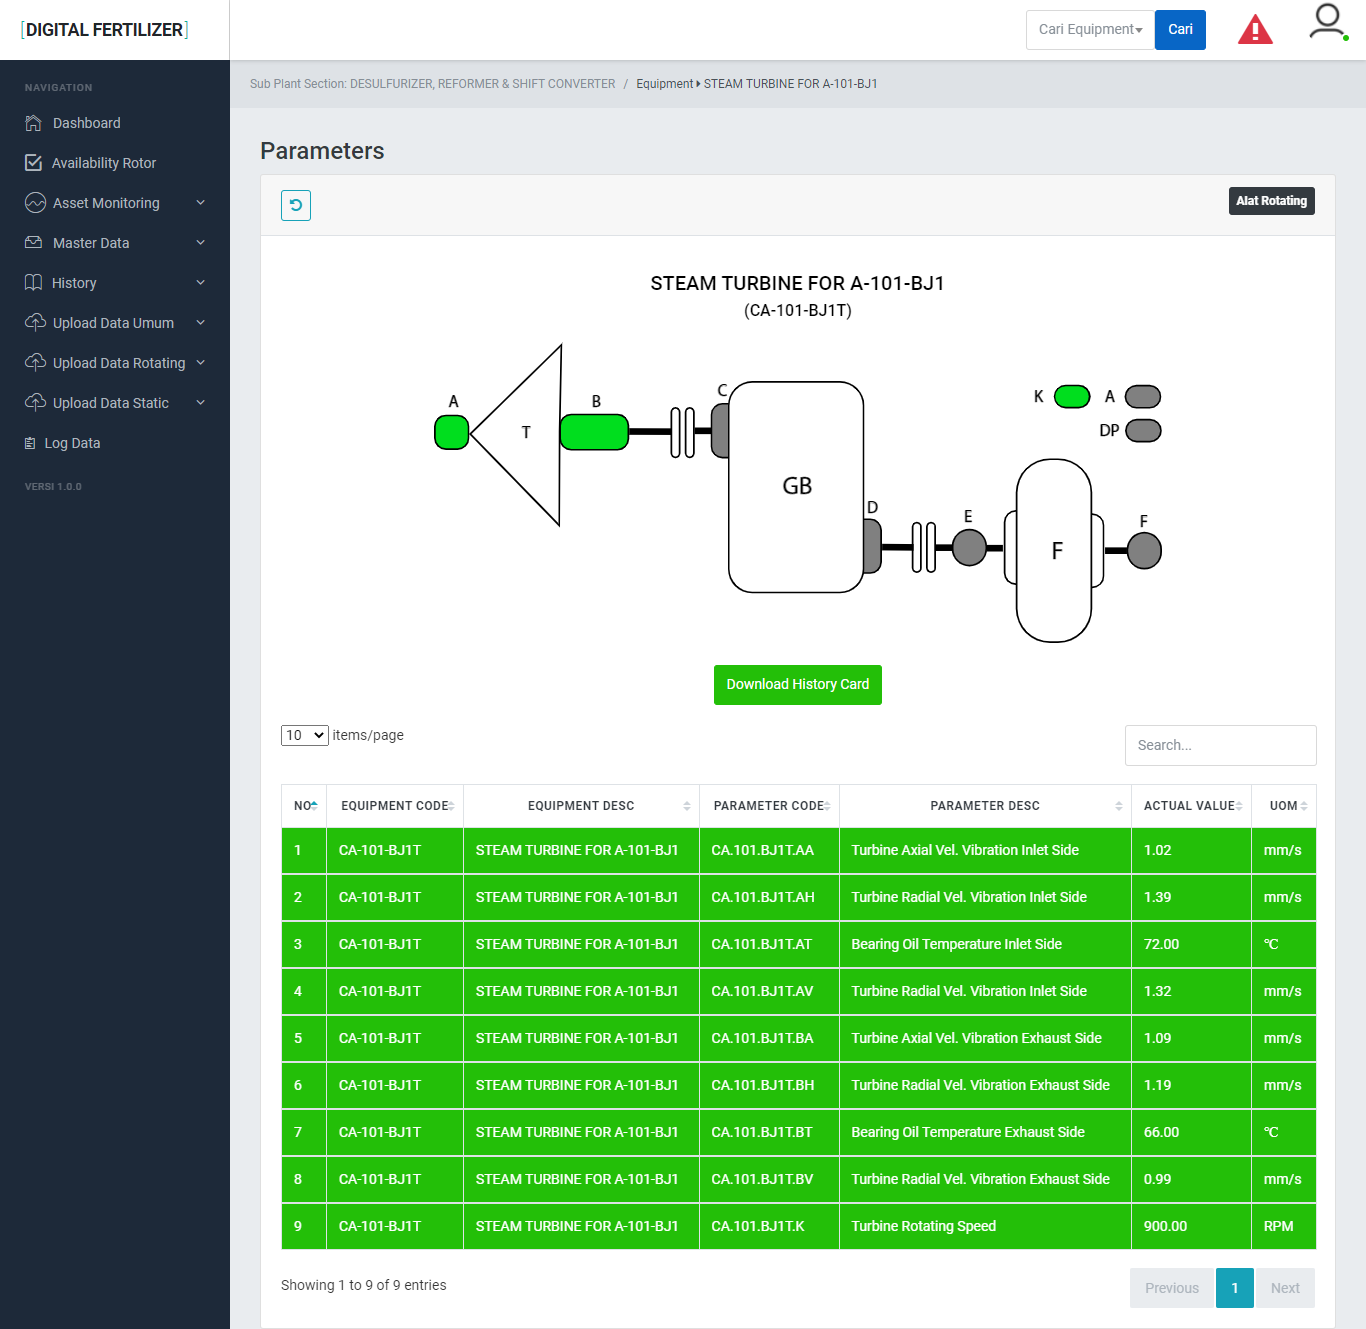 [DIGITAL FERTILIZER]
Cari Equipment
Cari
NAVIGATION
Dashboard
Availability Rotor
Asset Monitoring
Master Data
History
Upload Data Umum
Upload Data Rotating
Upload Data Static
Log Data
VERSI 1.0.0
Sub Plant Section: DESULFURIZER, REFORMER & SHIFT CONVERTER / Equipment STEAM TURBINE FOR A-101-BJ1
Parameters
Alat Rotating
STEAM TURBINE FOR A-101-BJ1
(CA-101-BJ1T)
A
T
B
C
GB
D
E
F
F
K
A
DP
Download History Card
10 items/page
Search...
NO EQUIPMENT CODE EQUIPMENT DESC PARAMETER CODE PARAMETER DESC ACTUAL VALUE UOM
1 CA-101-BJ1T STEAM TURBINE FOR A-101-BJ1 CA.101.BJ1T.AA Turbine Axial Vel. Vibration Inlet Side 1.02 mm/s
2 CA-101-BJ1T STEAM TURBINE FOR A-101-BJ1 CA.101.BJ1T.AH Turbine Radial Vel. Vibration Inlet Side 1.39 mm/s
3 CA-101-BJ1T STEAM TURBINE FOR A-101-BJ1 CA.101.BJ1T.AT Bearing Oil Temperature Inlet Side 72.00 °C
4 CA-101-BJ1T STEAM TURBINE FOR A-101-BJ1 CA.101.BJ1T.AV Turbine Radial Vel. Vibration Inlet Side 1.32 mm/s
5 CA-101-BJ1T STEAM TURBINE FOR A-101-BJ1 CA.101.BJ1T.BA Turbine Axial Vel. Vibration Exhaust Side 1.09 mm/s
6 CA-101-BJ1T STEAM TURBINE FOR A-101-BJ1 CA.101.BJ1T.BH Turbine Radial Vel. Vibration Exhaust Side 1.19 mm/s
7 CA-101-BJ1T STEAM TURBINE FOR A-101-BJ1 CA.101.BJ1T.BT Bearing Oil Temperature Exhaust Side 66.00 °C
8 CA-101-BJ1T STEAM TURBINE FOR A-101-BJ1 CA.101.BJ1T.BV Turbine Radial Vel. Vibration Exhaust Side 0.99 mm/s
9 CA-101-BJ1T STEAM TURBINE FOR A-101-BJ1 CA.101.BJ1T.K Turbine Rotating Speed 900.00 RPM
Showing 1 to 9 of 9 entries
Previous 1 Next